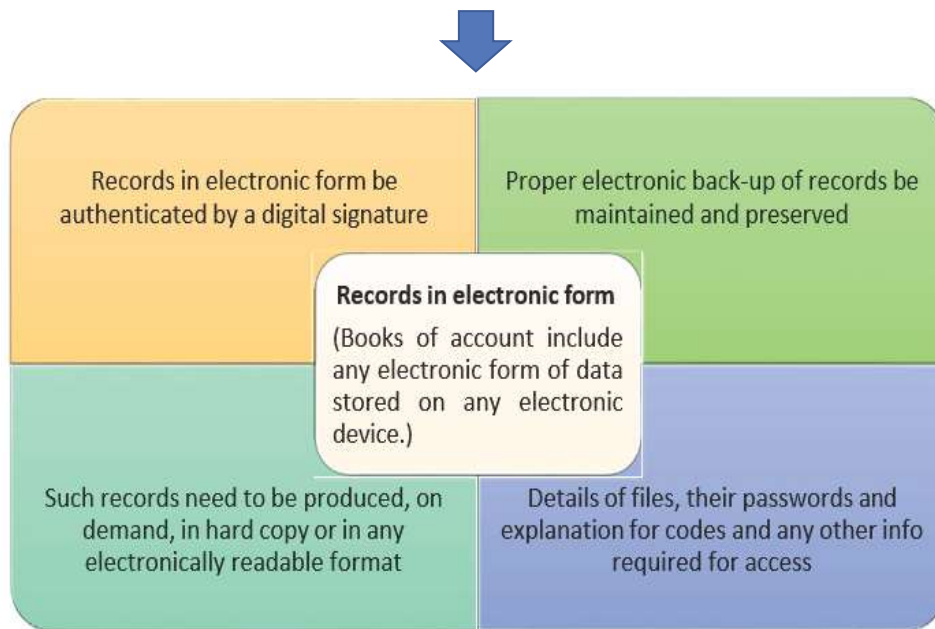 Records in electronic form be
authenticated by a digital signature
Proper electronic back-up of records be
maintained and preserved
Records in electronic form
(Books of account include
any electronic form of data
stored on any electronic
device.)
Such records need to be produced, on
demand, in hard copy or in any
electronically readable format
Details of files, their passwords and
explanation for codes and any other info
required for access